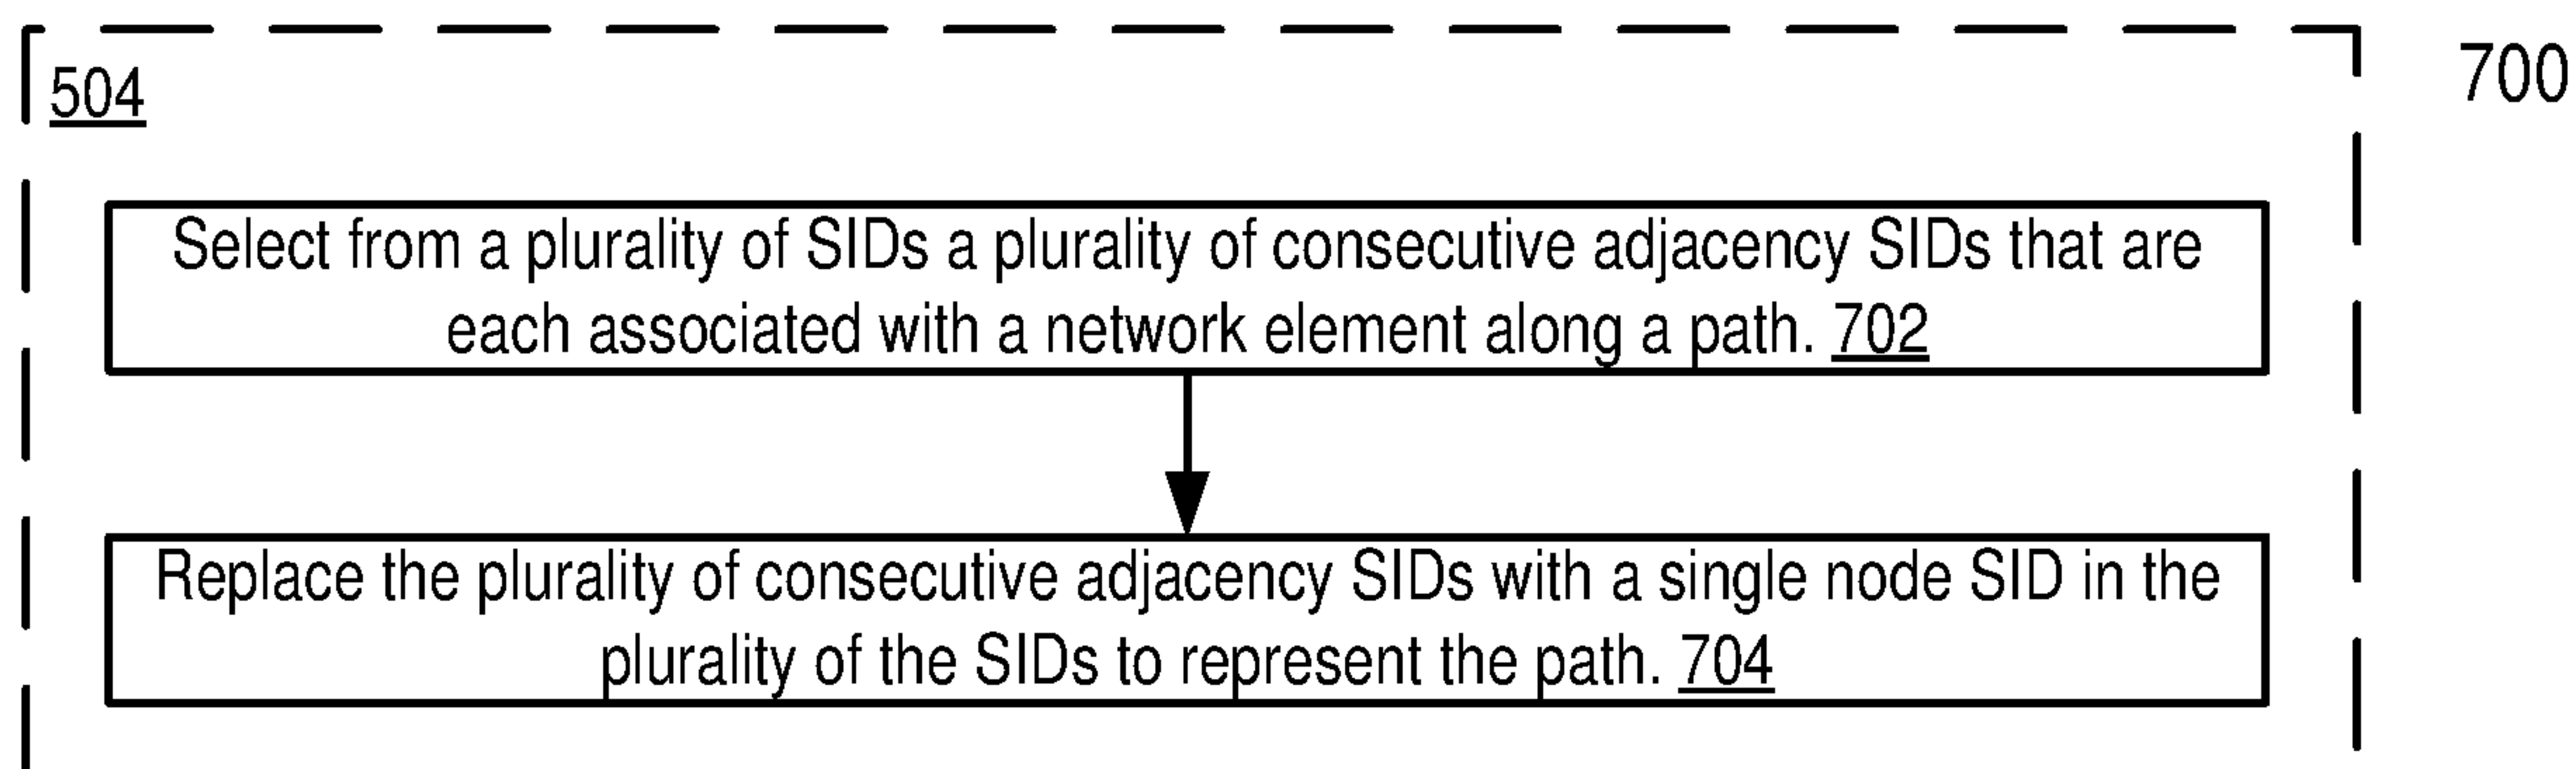 504
700
Select from a plurality of SIDs a plurality of consecutive adjacency SIDs that are
each associated with a network element along a path. 702
Replace the plurality of consecutive adjacency SIDs with a single node SID in the
plurality of the SIDs to represent the path. 704